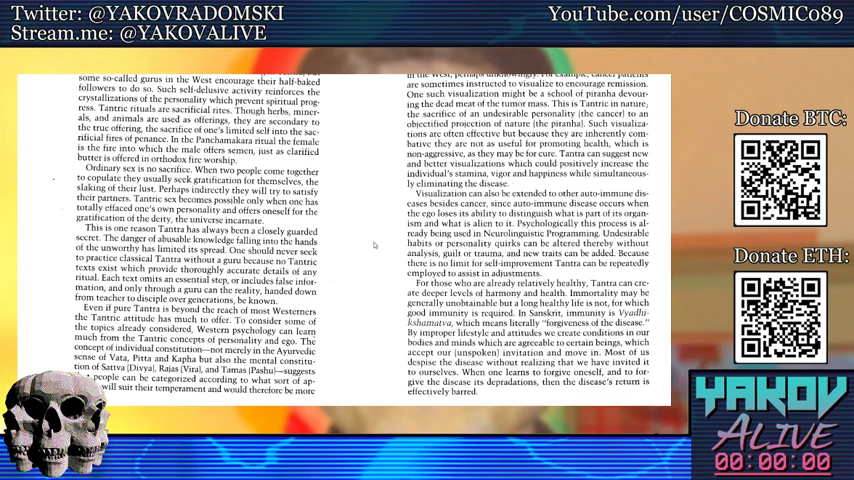 Twitter: @YAKOVRADOMSKI
Stream.me: @YAKOVALIVE
YouTube.com/user/COSMIC089
some so-called gurus in the West encourage their half-baked
followers to do so. Such self-delusive activity reinforces the
crystallizations of the personality which prevent spiritual prog-
ress. Tantric rituals are sacrificial rites. Though herbs, miner-
als, and animals are used as offerings, they are secondary to
the true offering, the sacrifice of one's limited self into the sac-
rificial fires of penance. In the Panchamakara ritual the female
is the fire into which the male offers semen, just as clarified
butter is offered in orthodox fire worship.
Ordinary sex is no sacrifice. When two people come together
to copulate they usually seek gratification for themselves, the
slaking of their lust. Perhaps indirectly they will try to satisfy
their partners. Tantric sex becomes possible only when one has
totally effaced one's own personality and offers oneself for the
gratification of the deity, the universe incarnate.
This is one reason Tantra has always been a closely guarded
secret. The danger of abusable knowledge falling into the hands
of the unworthy has limited its spread. One should never seek
to practice classical Tantra without a guru because no Tantric
texts exist which provide thoroughly accurate details of any
ritual. Each text omits an essential step, or includes false infor-
mation, and only through a guru can the reality, handed down
from teacher to disciple over generations, be known.
Even if pure Tantra is beyond the reach of most Westerners
the Tantric attitude has much to offer. To consider some of
the topics already considered, Western psychology can learn
much from the Tantric concepts of personality and ego. The
concept of individual constitution—not merely in the Ayurvedic
sense of Vata, Pitta and Kapha but also the mental constitu-
tion of Sattva (Divya), Rajas (Vira), and Tamas (Pashu)—suggests
people can be categorized according to what sort of ap-
will suit their temperament and would therefore be more
in the West, perhaps unknowingly. For example, cancer patients
are sometimes instructed to visualize to encourage remission.
One such visualization might be a school of piranha devour-
ing the dead meat of the tumor mass. This is Tantric in nature;
the sacrifice of an undesirable personality (the cancer) to an
objectified projection of nature (the piranha). Such visualiza-
tions are often effective but because they are inherently com-
bative they are not as useful for promoting health, which is
non-aggressive, as they may be for cure. Tantra can suggest new
and better visualizations which could positively increase the
individual's stamina, vigor and happiness while simultaneous-
ly eliminating the disease.
Visualization can also be extended to other auto-immune dis-
eases besides cancer, since auto-immune disease occurs when
the ego loses its ability to distinguish what is part of its organ-
ism and what is alien to it. Psychologically this process is al-
ready being used in Neurolinguistic Programming. Undesirable
habits or personality quirks can be altered thereby without
analysis, guilt or trauma, and new traits can be added. Because
there is no limit for self-improvement Tantra can be repeatedly
employed to assist in adjustments.
For those who are already relatively healthy, Tantra can cre-
ate deeper levels of harmony and health. Immortality may be
generally unobtainable but a long healthy life is not, for which
good immunity is required. In Sanskrit, immunity is Vyadhi-
kshamatva, which means literally "forgiveness of the disease."
By improper lifestyle and attitudes we create conditions in our
bodies and minds which are agreeable to certain beings, which
accept our (unspoken) invitation and move in. Most of us
despise the disease without realizing that we have invited it
to ourselves. When one learns to forgive oneself, and to for-
give the disease its depradations, then the disease's return is
effectively barred.
Donate BTC:
Donate ETH:
YAKOV
ALIVE
00:00:00